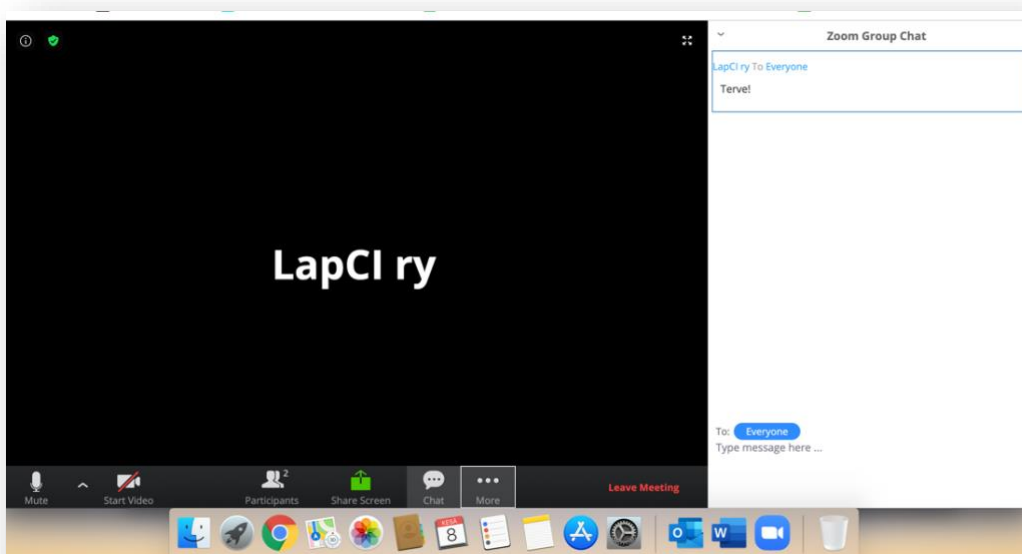 Zoom Group Chat
LapCI ry To Everyone
Terve!
LapCI ry
To: Everyone
Type message here ...
Mute
Start Video
Participants
2
Share Screen
Chat
More
Leave Meeting
KESÄ
8